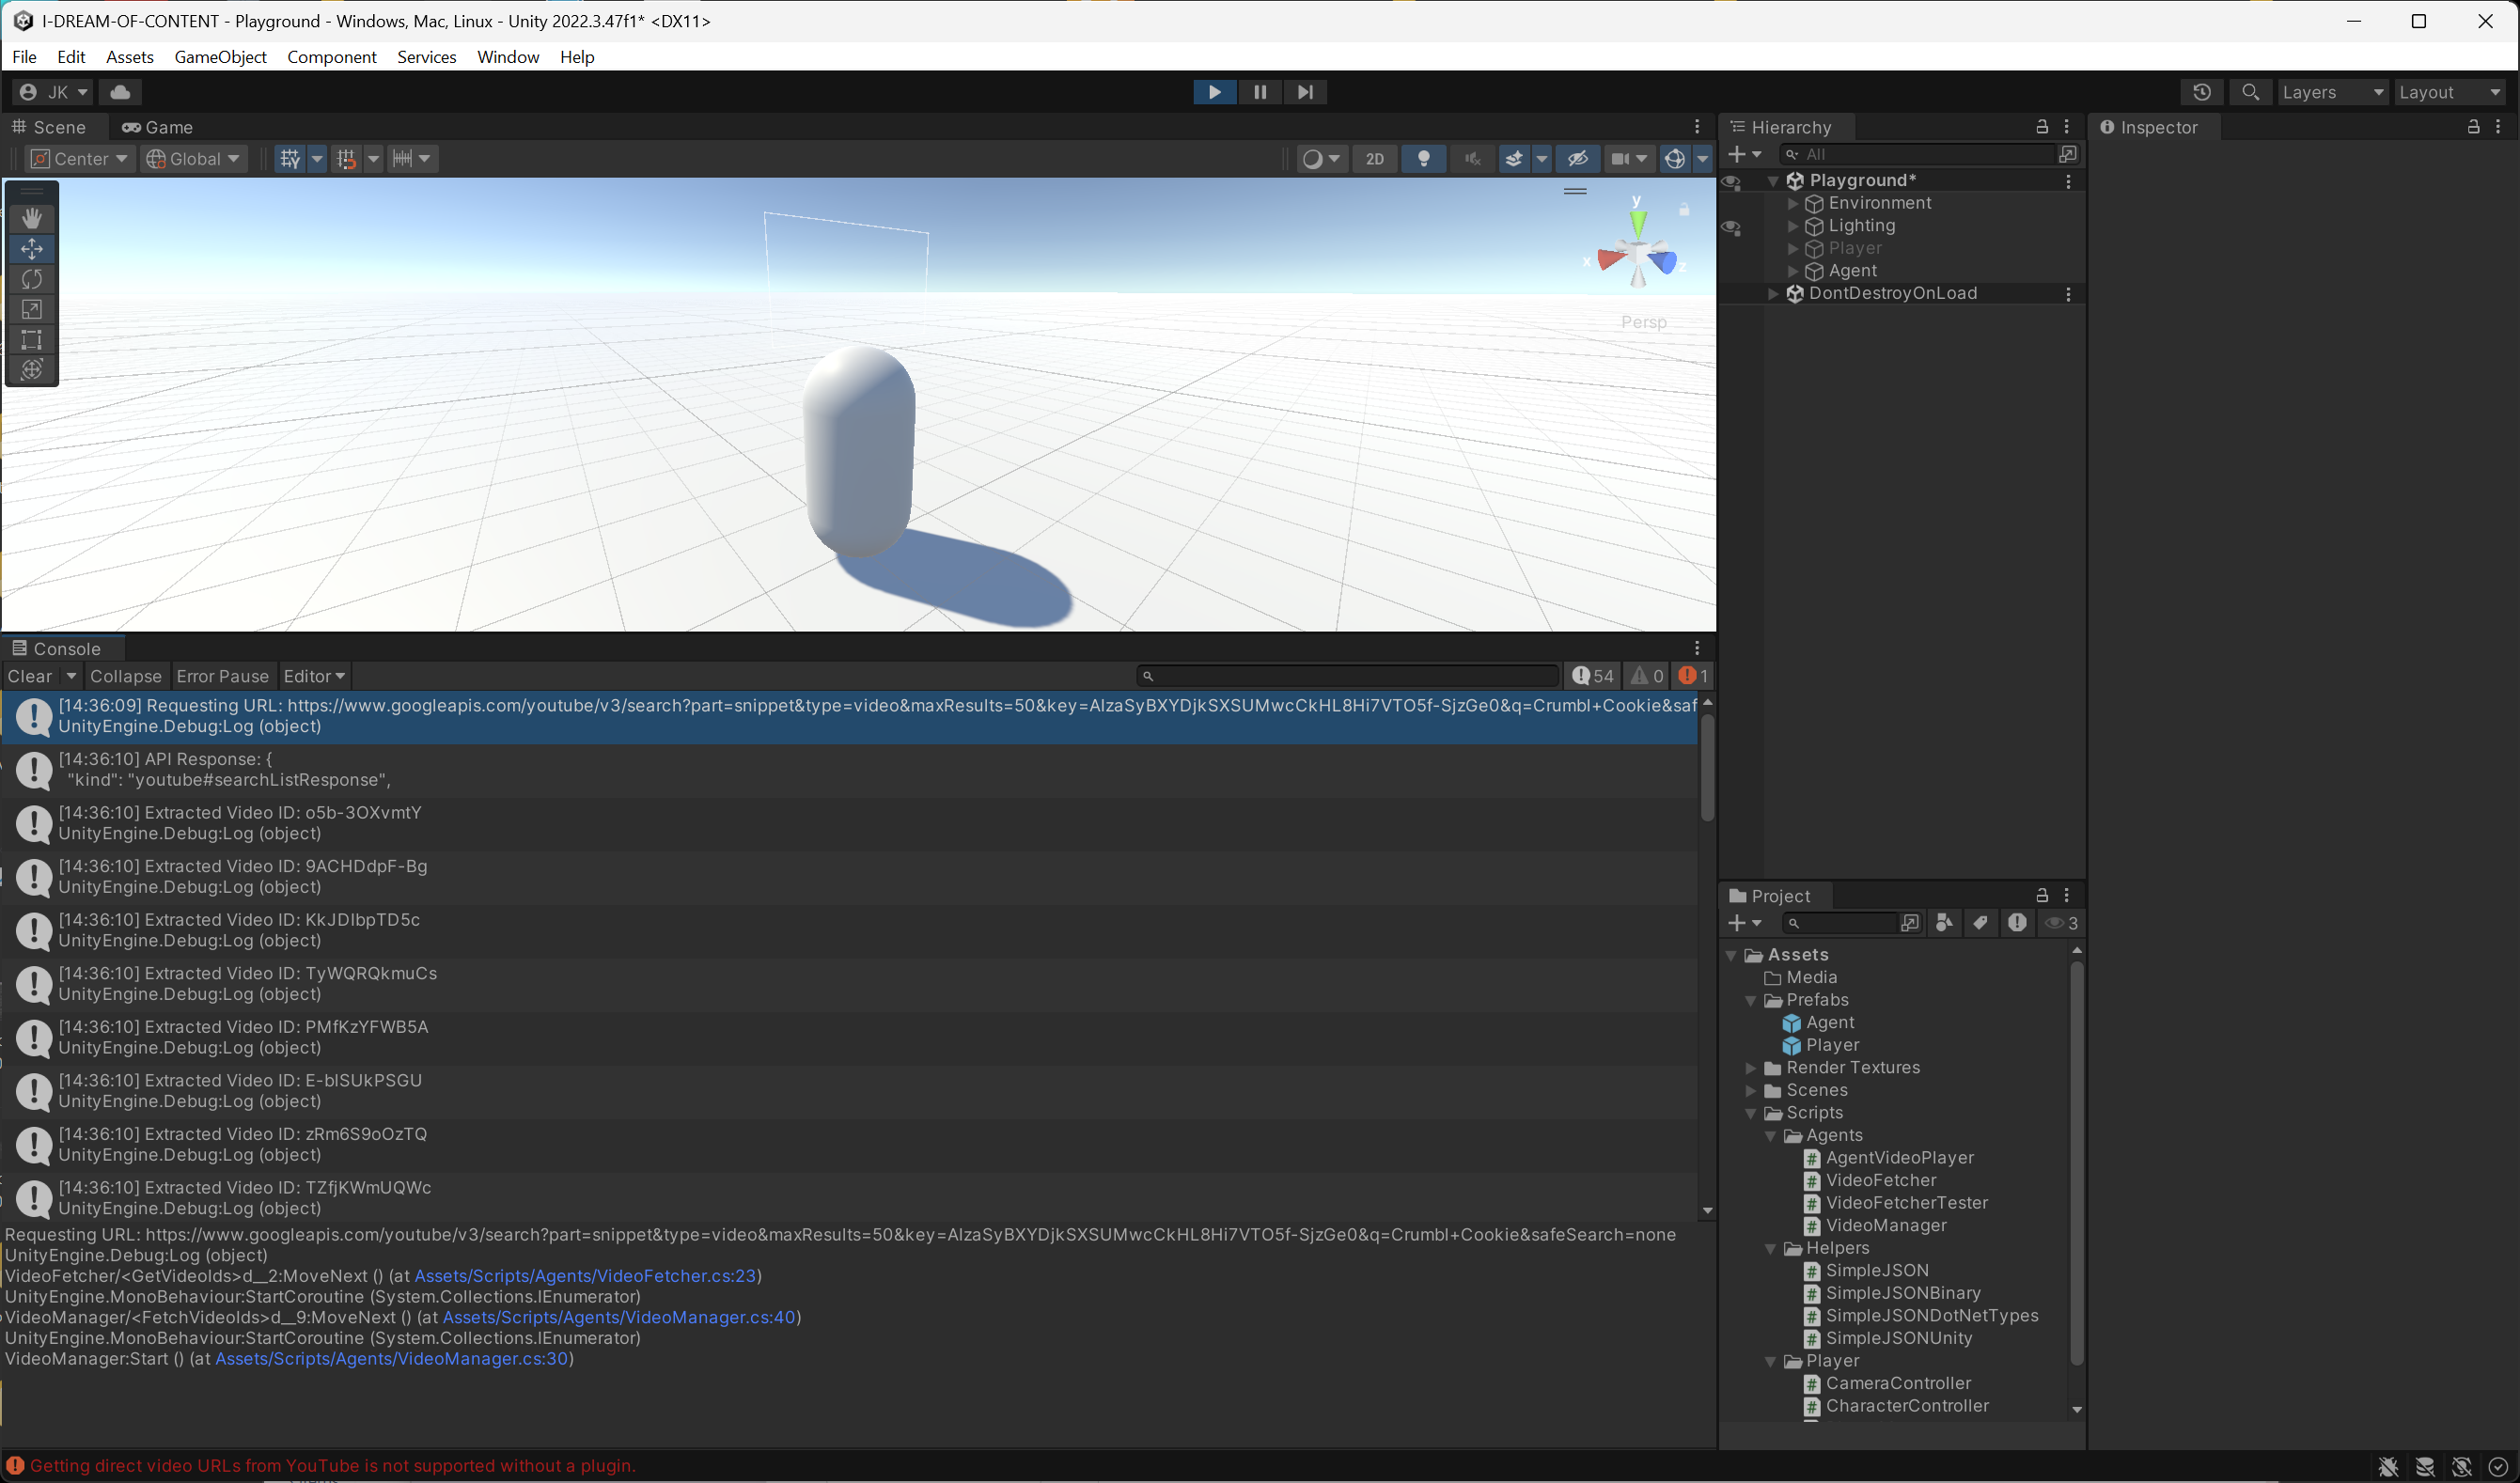 I-DREAM-OF-CONTENT - Playground - Windows, Mac, Linux - Unity 2022.3.47f1* <DX11>
File Edit Assets GameObject Component Services Window Help
JK
Layers
Layout
Scene
Game
Center
Global
2D
y
x
z
Persp
Console
Clear
Collapse
Error Pause
Editor
54
0
1
[14:36:09] Requesting URL: https://www.googleapis.com/youtube/v3/search?part=snippet&type=video&maxResults=50&key=AIzaSyBXYDjkSXSUMwcCkHL8Hi7VTO5f-SjzGe0&q=Crumbl+Cookie&saf
UnityEngine.Debug:Log (object)
[14:36:10] API Response: {
"kind": "youtube#searchListResponse",
[14:36:10] Extracted Video ID: o5b-3OXvmtY
UnityEngine.Debug:Log (object)
[14:36:10] Extracted Video ID: 9ACHDdpF-Bg
UnityEngine.Debug:Log (object)
[14:36:10] Extracted Video ID: KkJDIbpTD5c
UnityEngine.Debug:Log (object)
[14:36:10] Extracted Video ID: TyWQRQkmuCs
UnityEngine.Debug:Log (object)
[14:36:10] Extracted Video ID: PMfKzYFWB5A
UnityEngine.Debug:Log (object)
[14:36:10] Extracted Video ID: E-bISUkPSGU
UnityEngine.Debug:Log (object)
[14:36:10] Extracted Video ID: zRm6S9oOzTQ
UnityEngine.Debug:Log (object)
[14:36:10] Extracted Video ID: TZfjKWmUQWc
UnityEngine.Debug:Log (object)
Requesting URL: https://www.googleapis.com/youtube/v3/search?part=snippet&type=video&maxResults=50&key=AIzaSyBXYDjkSXSUMwcCkHL8Hi7VTO5f-SjzGe0&q=Crumbl+Cookie&safeSearch=none
UnityEngine.Debug:Log (object)
VideoFetcher/<GetVideoIds>d__2:MoveNext () (at Assets/Scripts/Agents/VideoFetcher.cs:23)
UnityEngine.MonoBehaviour:StartCoroutine (System.Collections.IEnumerator)
VideoManager/<FetchVideoIds>d__9:MoveNext () (at Assets/Scripts/Agents/VideoManager.cs:40)
UnityEngine.MonoBehaviour:StartCoroutine (System.Collections.IEnumerator)
VideoManager:Start () (at Assets/Scripts/Agents/VideoManager.cs:30)
Getting direct video URLs from YouTube is not supported without a plugin.
Hierarchy
All
Playground*
Environment
Lighting
Player
Agent
DontDestroyOnLoad
Project
3
Assets
Media
Prefabs
Agent
Player
Render Textures
Scenes
Scripts
Agents
AgentVideoPlayer
VideoFetcher
VideoFetcherTester
VideoManager
Helpers
SimpleJSON
SimpleJSONBinary
SimpleJSONDotNetTypes
SimpleJSONUnity
Player
CameraController
CharacterController
Inspector